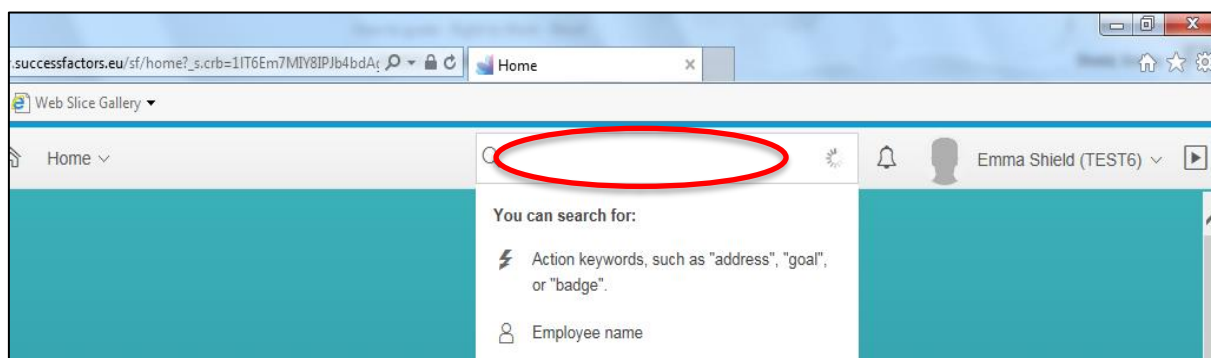 .successfactors.eu/sf/home?_s.crb=1IT6Em7MIY8IPJb4bdA
Home
Web Slice Gallery
Home
Emma Shield (TEST6)
You can search for:
Action keywords, such as "address", "goal",
or "badge".
Employee name